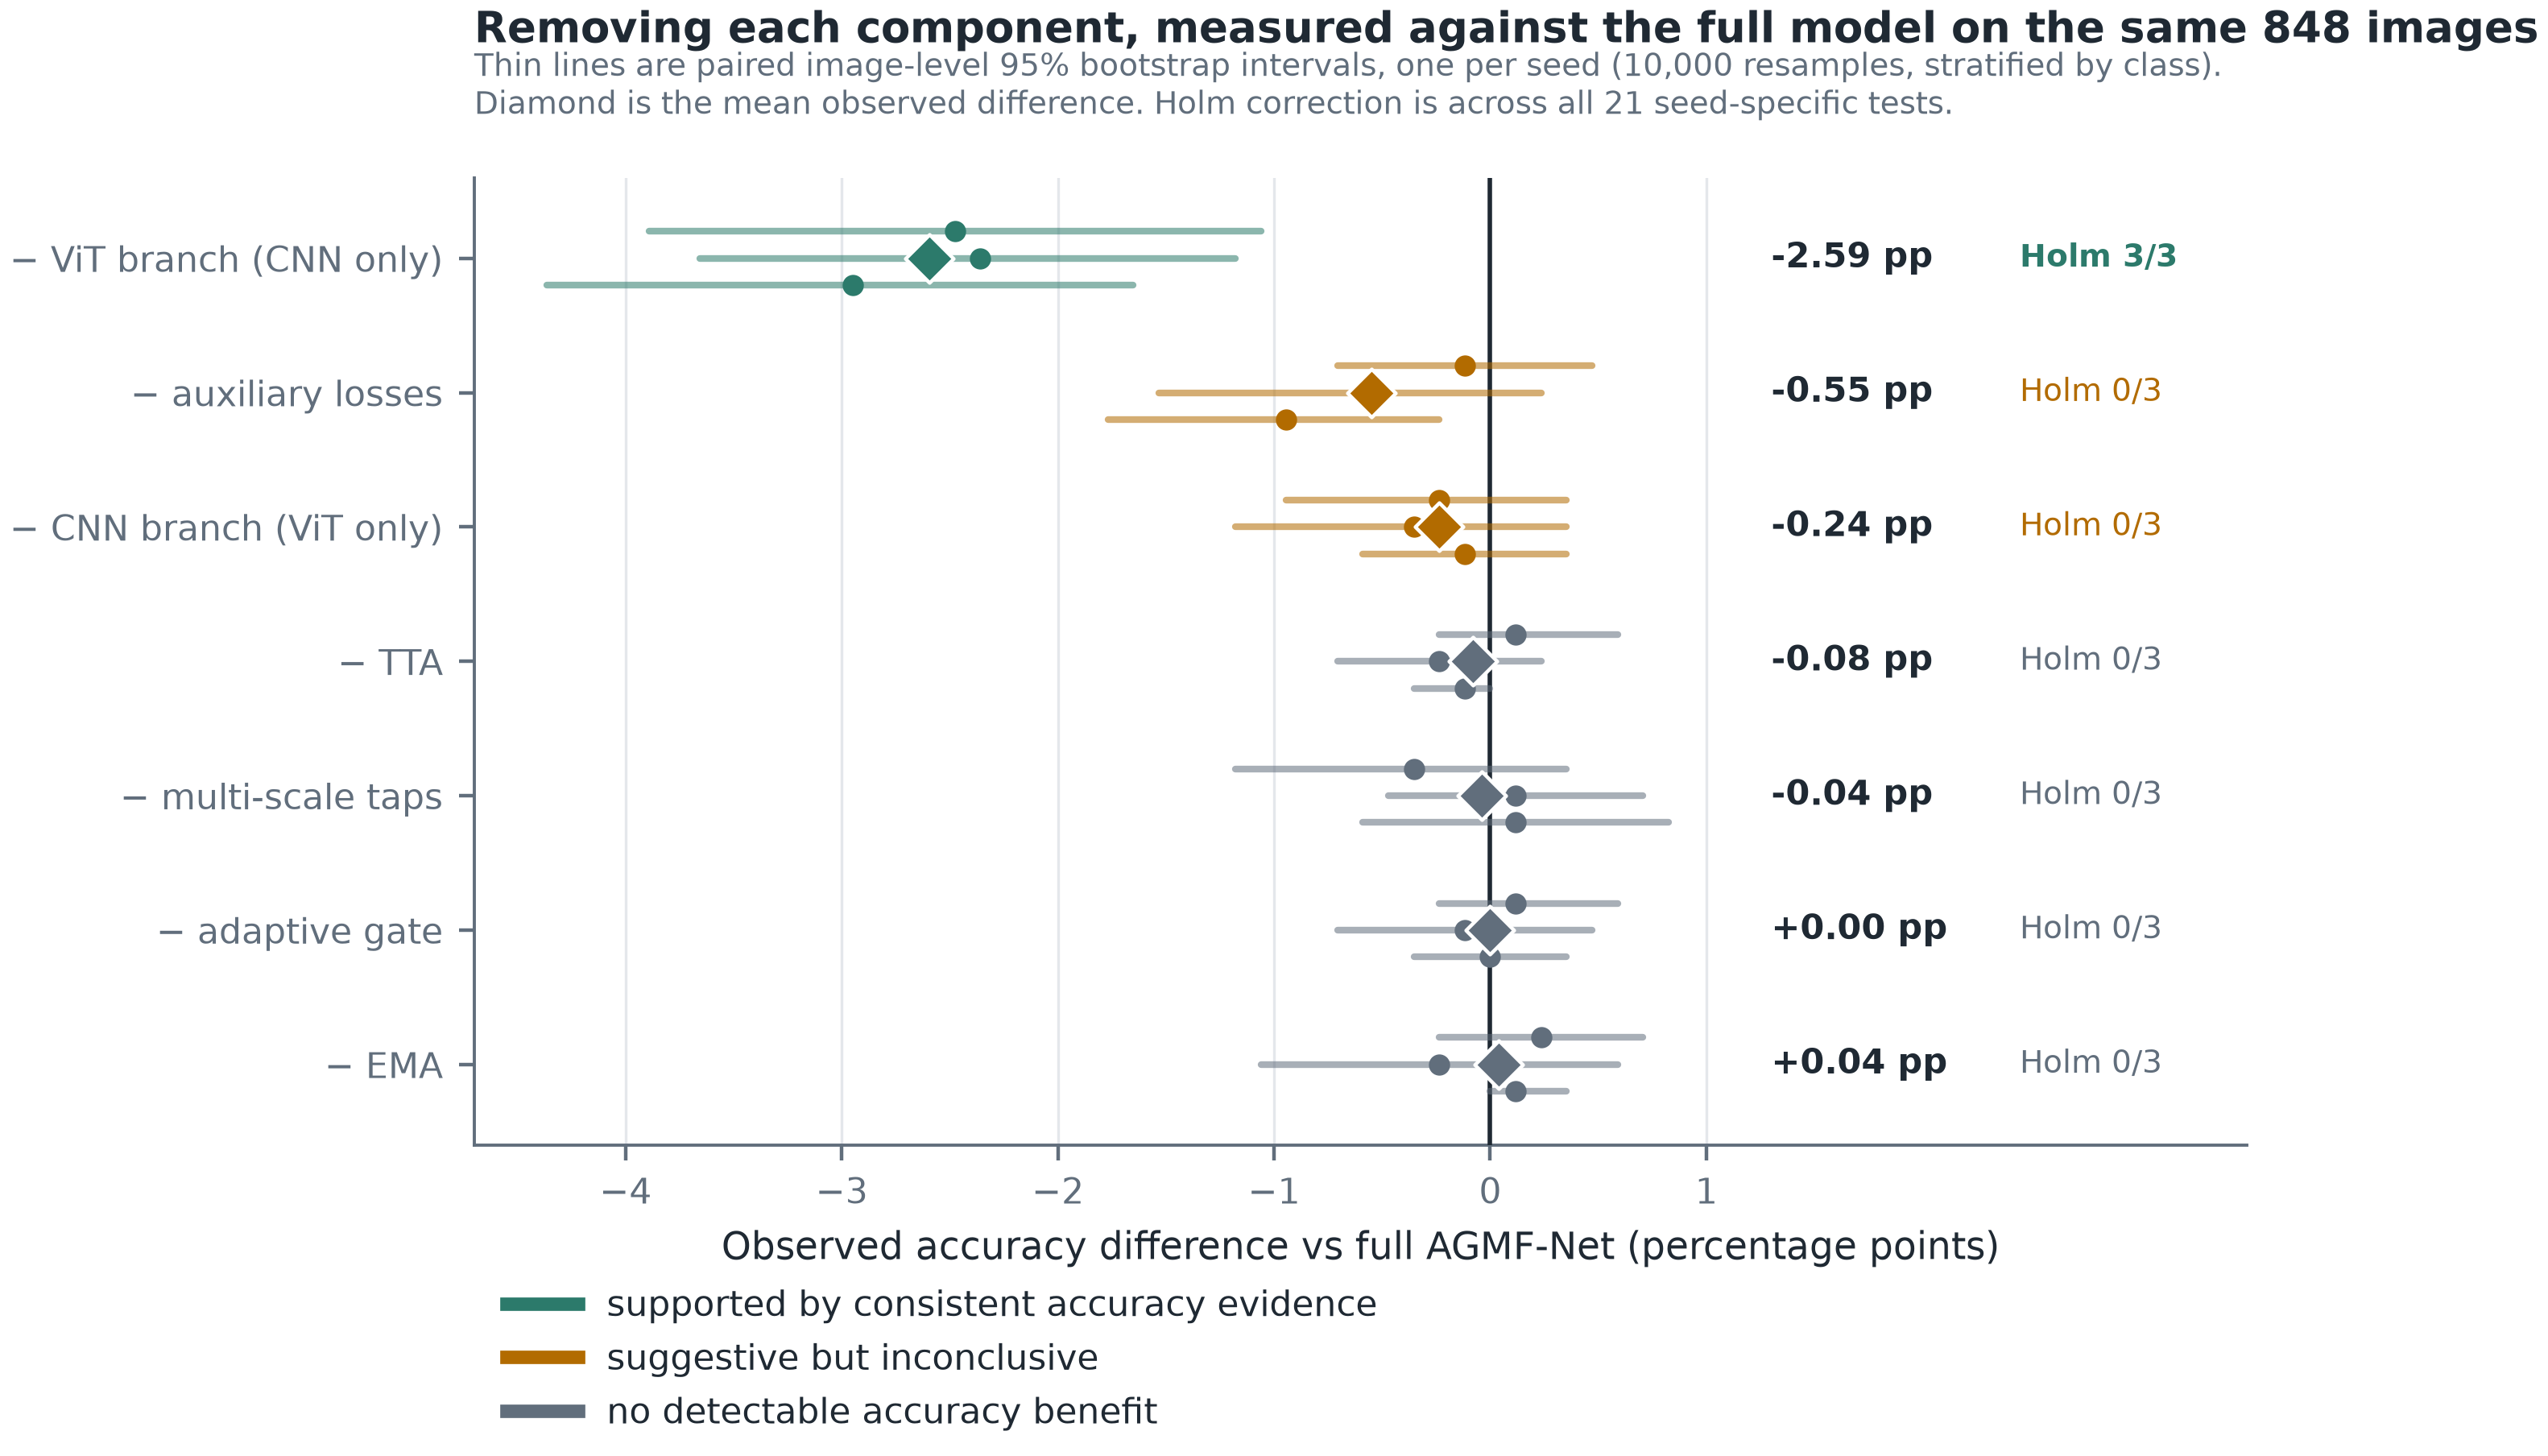 Removing each component, measured against the full model on the same 848 images
Thin lines are paired image-level 95% bootstrap intervals, one per seed (10,000 resamples, stratified by class).
Diamond is the mean observed difference. Holm correction is across all 21 seed-specific tests.
− ViT branch (CNN only) -2.59 pp Holm 3/3
− auxiliary losses -0.55 pp Holm 0/3
− CNN branch (ViT only) -0.24 pp Holm 0/3
− TTA -0.08 pp Holm 0/3
− multi-scale taps -0.04 pp Holm 0/3
− adaptive gate +0.00 pp Holm 0/3
− EMA +0.04 pp Holm 0/3
−4 −3 −2 −1 0 1
Observed accuracy difference vs full AGMF-Net (percentage points)
supported by consistent accuracy evidence
suggestive but inconclusive
no detectable accuracy benefit